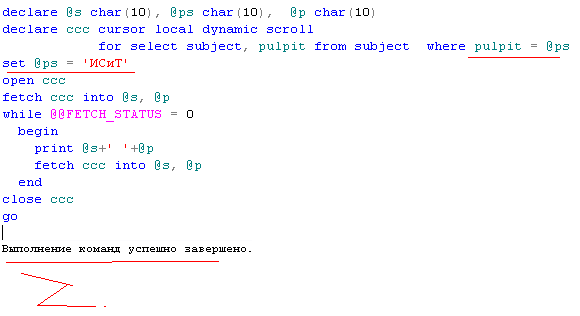 declare @s char(10), @ps char(10),  @p char(10)
declare ccc cursor local dynamic scroll
            for select subject, pulpit from subject  where pulpit = @ps
set @ps = 'ИСиТ'
open ccc
fetch ccc into @s, @p
while @@FETCH_STATUS = 0
  begin
    print @s+' '+@p
    fetch ccc into @s, @p
  end
close ccc
go
Выполнение команд успешно завершено.